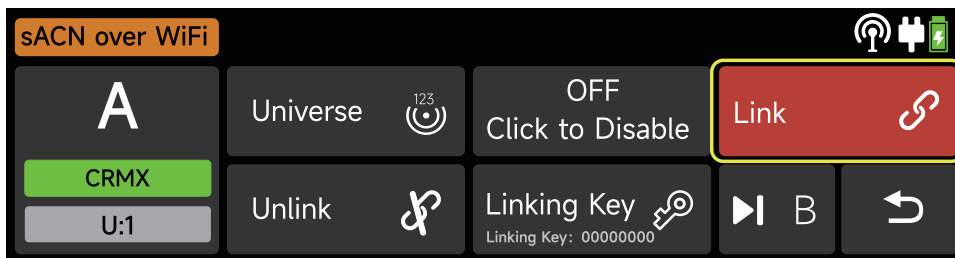 sACN over WiFi
A
CRMX
U:1
Universe
123
OFF
Click to Disable
Link
Unlink
Linking Key
Linking Key: 00000000
B